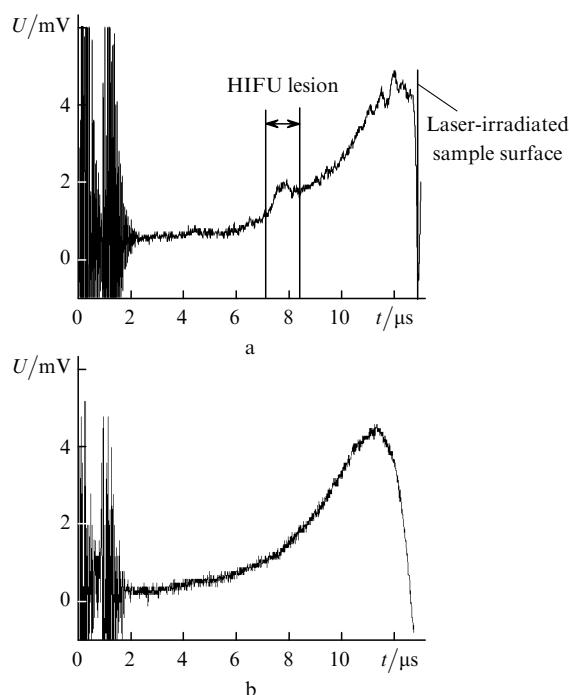 U/mV
HIFU lesion
Laser-irradiated
sample surface
4
2
0
0 2 4 6 8 10 t/μs
a
U/mV
4
2
0
0 2 4 6 8 10 t/μs
b